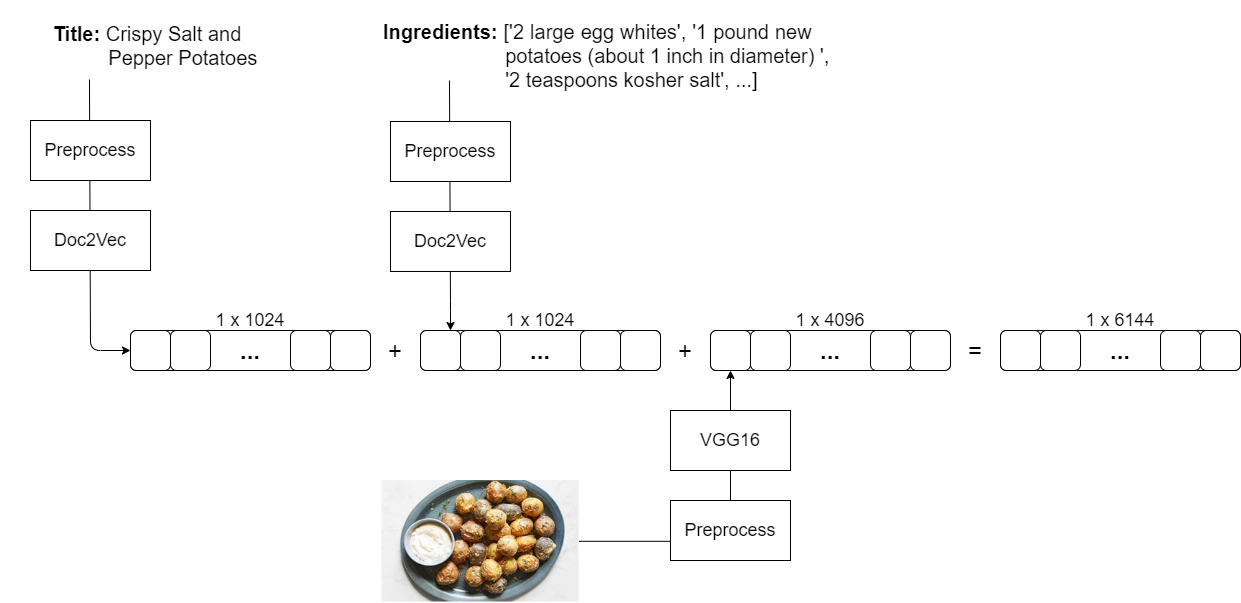 Title: Crispy Salt and
Pepper Potatoes
Ingredients: ['2 large egg whites', '1 pound new
potatoes (about 1 inch in diameter) ',
'2 teaspoons kosher salt', ...]
Preprocess
Preprocess
Doc2Vec
Doc2Vec
1 x 1024
1 x 1024
1 x 4096
1 x 6144
... + ... + ... = ...
VGG16
Preprocess